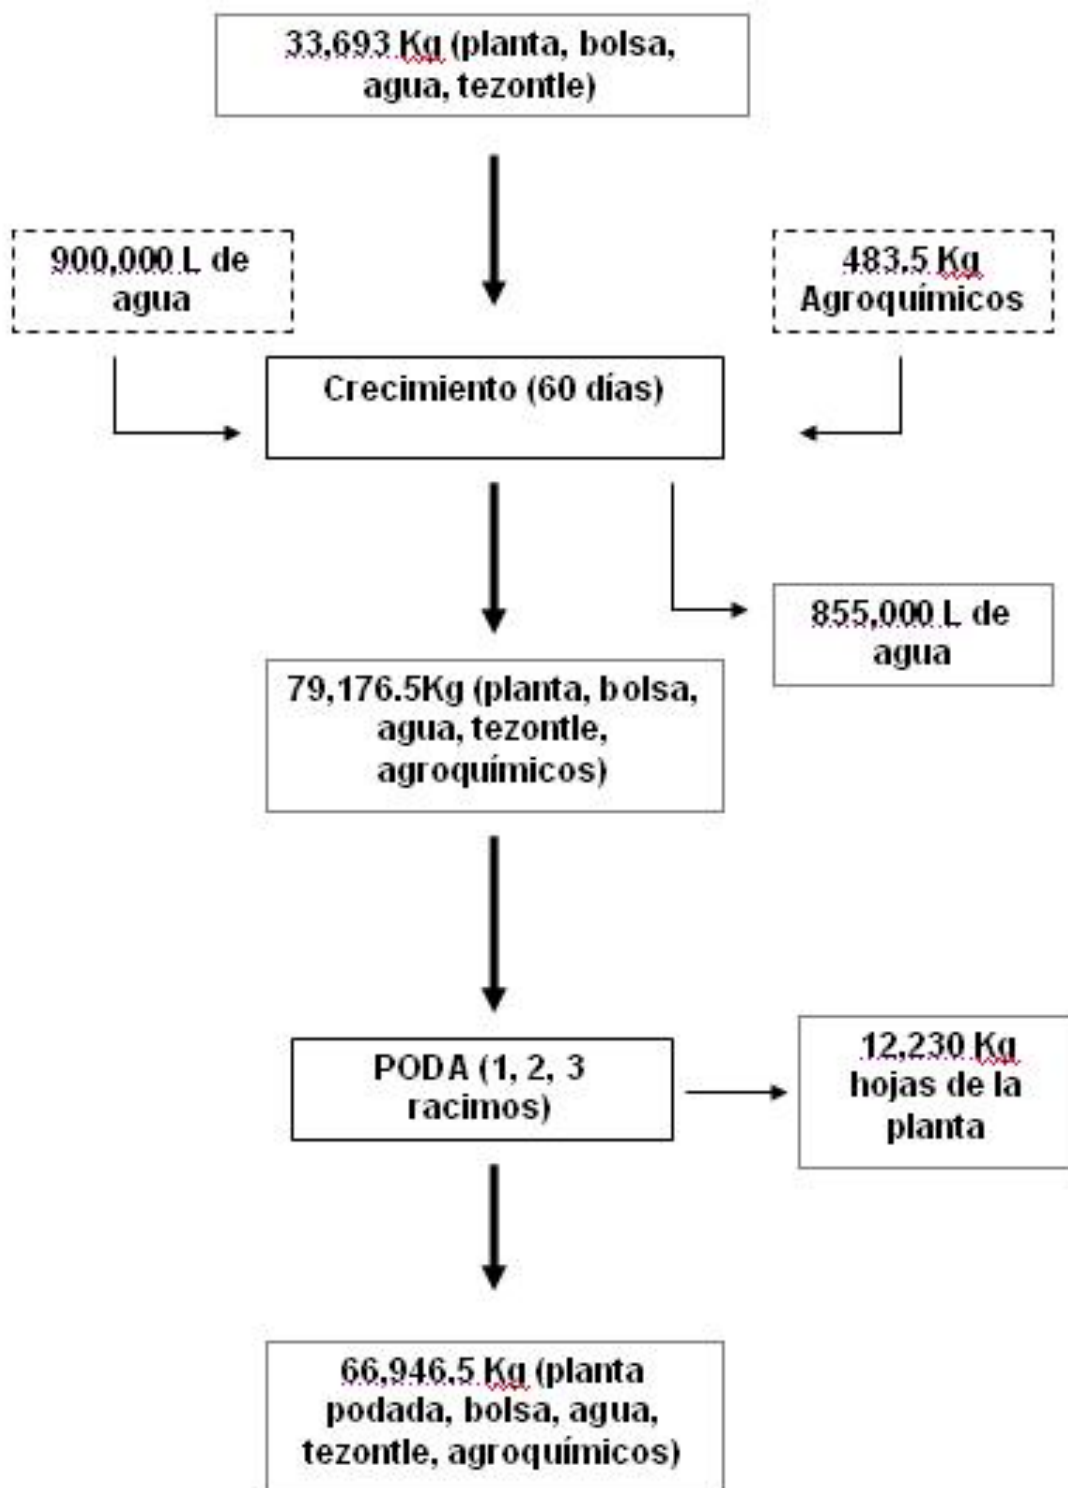 33,693 Kg (planta, bolsa,
agua, tezontle)
900,000 L de
agua
483.5 Kg
Agroquímicos
Crecimiento (60 días)
855,000 L de
agua
79,176.5Kg (planta, bolsa,
agua, tezontle,
agroquímicos)
PODA (1, 2, 3
racimos)
12,230 Kg
hojas de la
planta
66,946.5 Kg (planta
podada, bolsa, agua,
tezontle, agroquímicos)